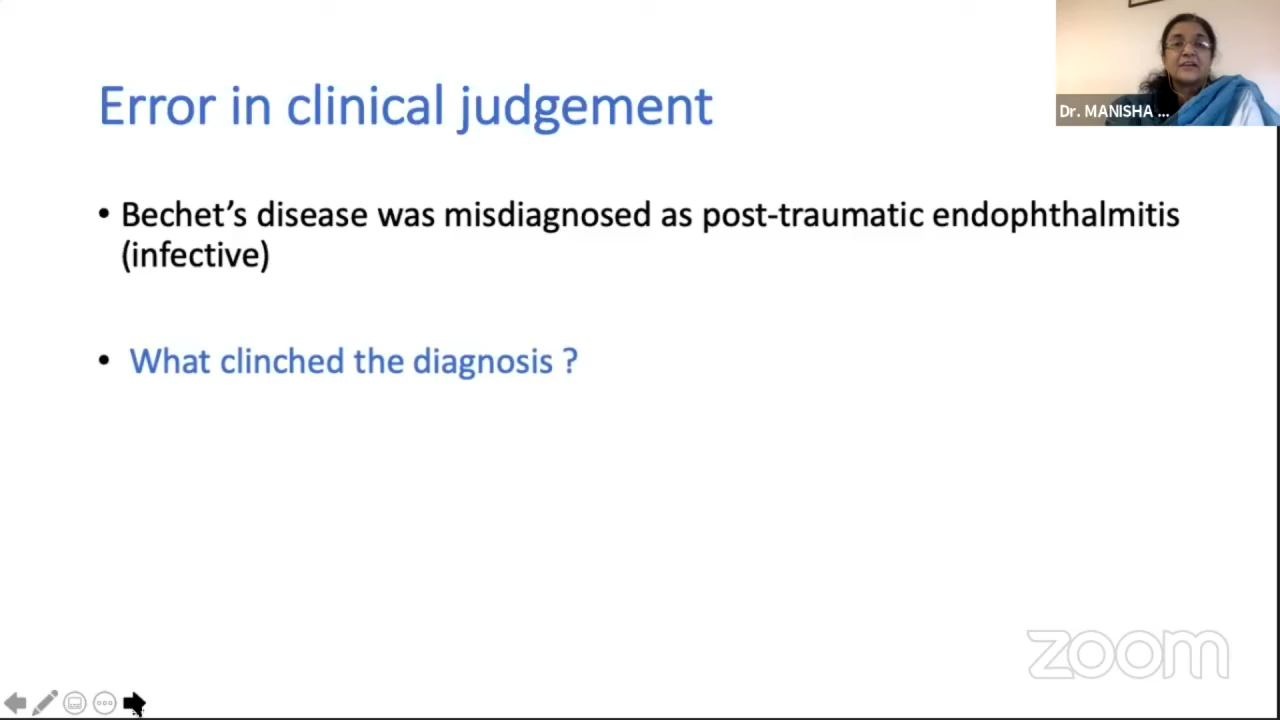 Error in clinical judgement
Dr. MANISHA ...
• Bechet’s disease was misdiagnosed as post-traumatic endophthalmitis
(infective)
• What clinched the diagnosis ?
zoom